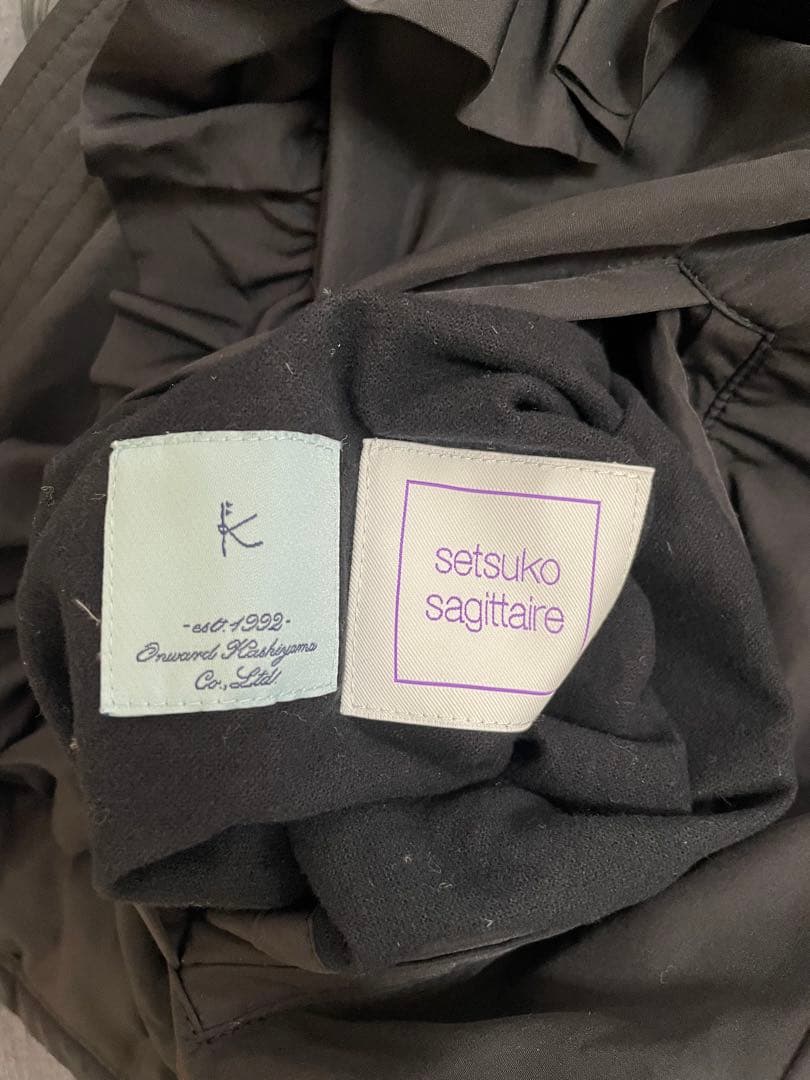 K
-est.1992-
Onward Kashiyama
Co., Ltd.
setsuko
sagittaire